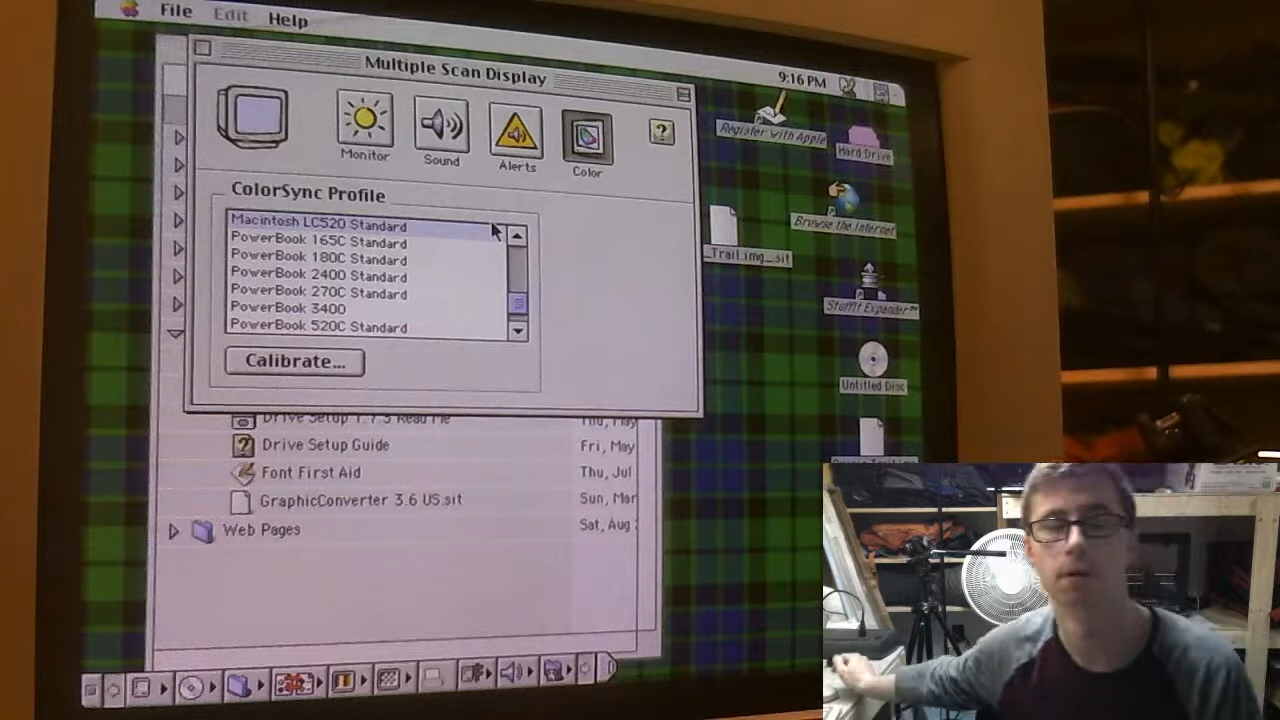 File Edit Help
9:16 PM
Multiple Scan Display
Monitor
Sound
Alerts
Color
ColorSync Profile
Macintosh LC520 Standard
PowerBook 165C Standard
PowerBook 180C Standard
PowerBook 2400 Standard
PowerBook 270C Standard
PowerBook 3400
PowerBook 520C Standard
Calibrate...
Drive Setup 1.7.3 Read Me
Drive Setup Guide
Fri, May
Font First Aid
Thu, Jul
GraphicConverter 3.6 US.sit
Sun, Mar
Web Pages
Sat, Aug
Register with Apple
Hard Drive
Browse the Internet
_Trail.img_.sit
StuffIt Expander™
Untitled Disc